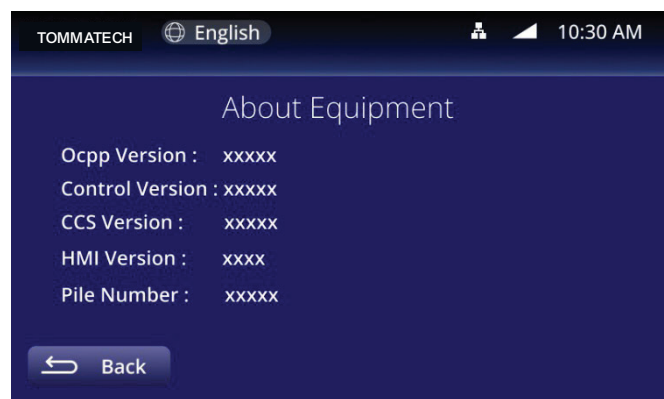 TOMMATECH English 10:30 AM
About Equipment
Ocpp Version : xxxxx
Control Version : xxxxx
CCS Version : xxxxx
HMI Version : xxxx
Pile Number : xxxxx
Back